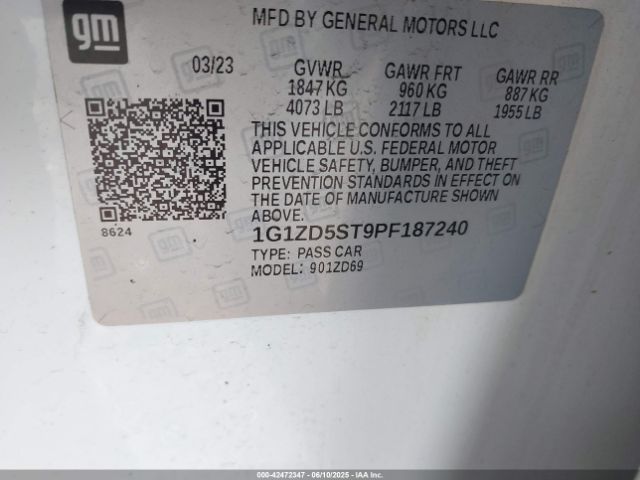 gm
MFD BY GENERAL MOTORS LLC
03/23 GVWR GAWR FRT GAWR RR
1847 KG 960 KG 887 KG
4073 LB 2117 LB 1955 LB
THIS VEHICLE CONFORMS TO ALL
APPLICABLE U.S. FEDERAL MOTOR
VEHICLE SAFETY, BUMPER, AND THEFT
PREVENTION STANDARDS IN EFFECT ON
THE DATE OF MANUFACTURE SHOWN
ABOVE.
8624
1G1ZD5ST9PF187240
TYPE: PASS CAR
MODEL: 901ZD69
000-42472347 - 06/10/2025 - IAA Inc.